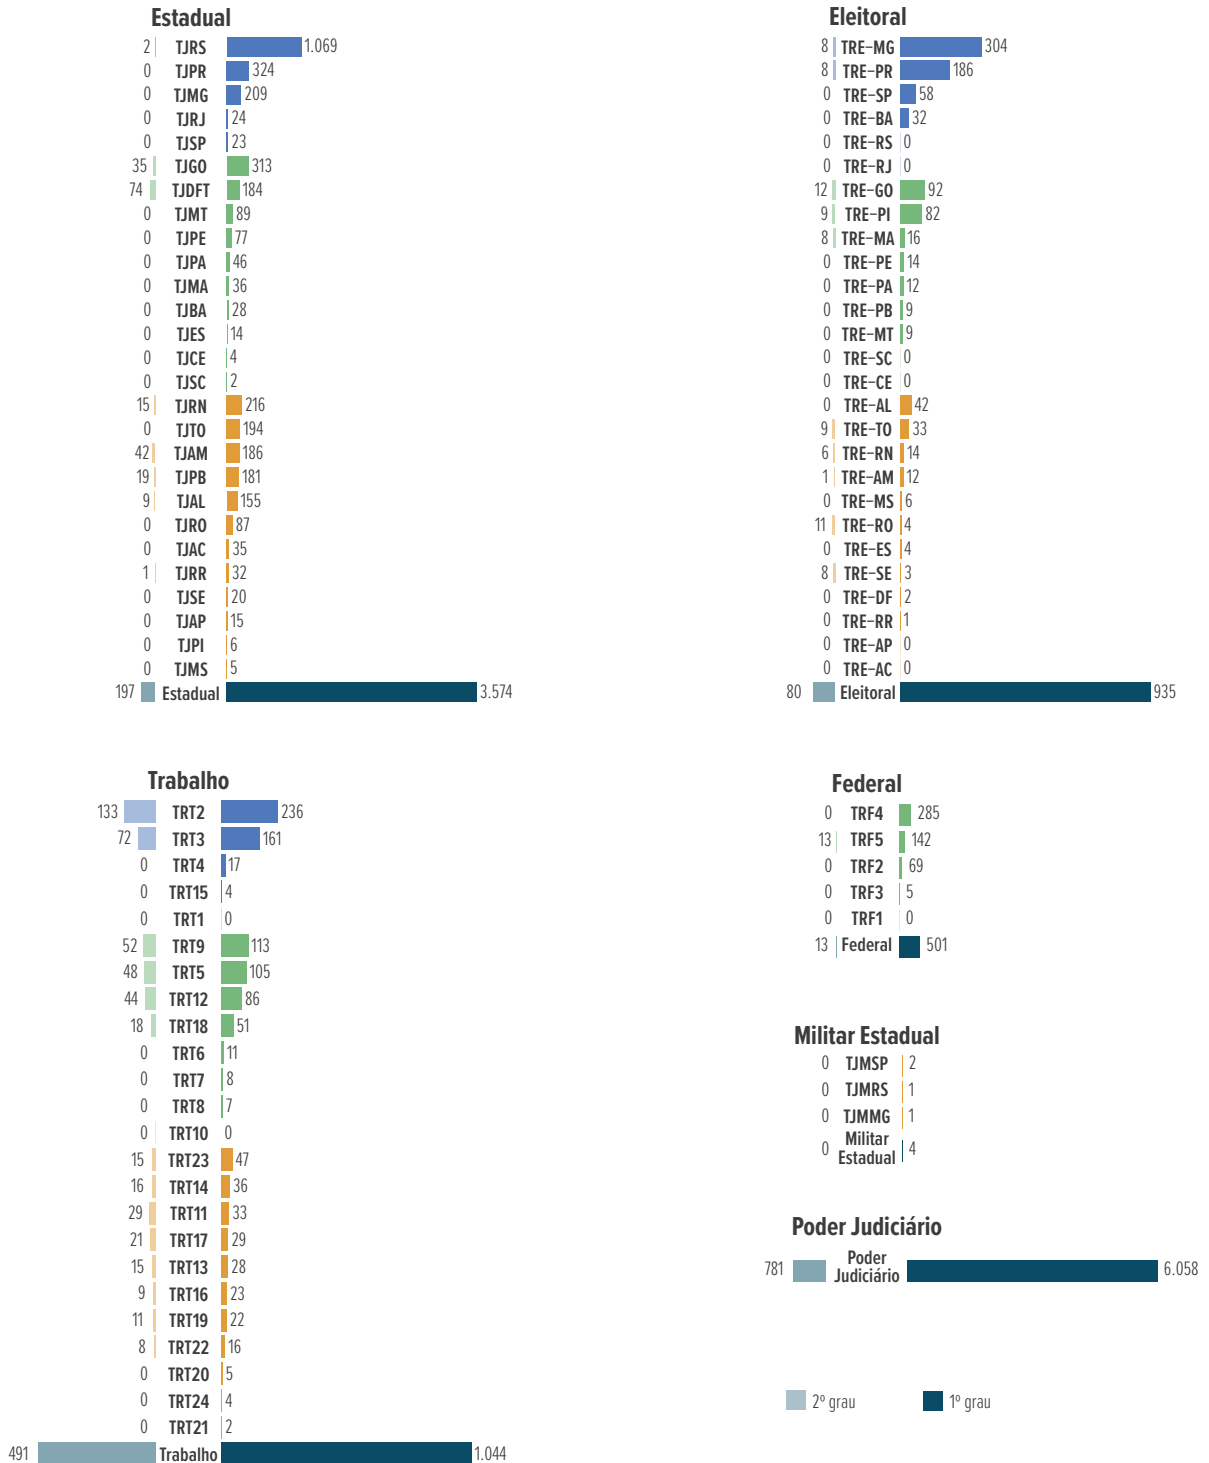 Estadual
2 TJRS 1.069
0 TJPR 324
0 TJMG 209
0 TJRJ 24
0 TJSP 23
35 TJGO 313
74 TJDFT 184
0 TJMT 89
0 TJPE 77
0 TJPA 46
0 TJMA 36
0 TJBA 28
0 TJES 14
0 TJCE 4
0 TJSC 2
15 TJRN 216
0 TJTO 194
42 TJAM 186
19 TJPB 181
9 TJAL 155
0 TJRO 87
0 TJAC 35
1 TJRR 32
0 TJSE 20
0 TJAP 15
0 TJPI 6
0 TJMS 5
197 Estadual 3.574
Eleitoral
8 TRE-MG 304
8 TRE-PR 186
0 TRE-SP 58
0 TRE-BA 32
0 TRE-RS 0
0 TRE-RJ 0
12 TRE-GO 92
9 TRE-PI 82
8 TRE-MA 16
0 TRE-PE 14
0 TRE-PA 12
0 TRE-PB 9
0 TRE-MT 9
0 TRE-SC 0
0 TRE-CE 0
0 TRE-AL 42
9 TRE-TO 33
6 TRE-RN 14
1 TRE-AM 12
0 TRE-MS 6
11 TRE-RO 4
0 TRE-ES 4
8 TRE-SE 3
0 TRE-DF 2
0 TRE-RR 1
0 TRE-AP 0
0 TRE-AC 0
80 Eleitoral 935
Trabalho
133 TRT2 236
72 TRT3 161
0 TRT4 17
0 TRT15 4
0 TRT1 0
52 TRT9 113
48 TRT5 105
44 TRT12 86
18 TRT18 51
0 TRT6 11
0 TRT7 8
0 TRT8 7
0 TRT10 0
15 TRT23 47
16 TRT14 36
29 TRT11 33
21 TRT17 29
15 TRT13 28
9 TRT16 23
11 TRT19 22
8 TRT22 16
0 TRT20 5
0 TRT24 4
0 TRT21 2
491 Trabalho 1.044
Federal
0 TRF4 285
13 TRF5 142
0 TRF2 69
0 TRF3 5
0 TRF1 0
13 Federal 501
Militar Estadual
0 TJMSP 2
0 TJMRS 1
0 TJMMG 1
Militar
0 Estadual 4
Poder Judiciário
Poder
781 Judiciário 6.058
2º grau 1º grau